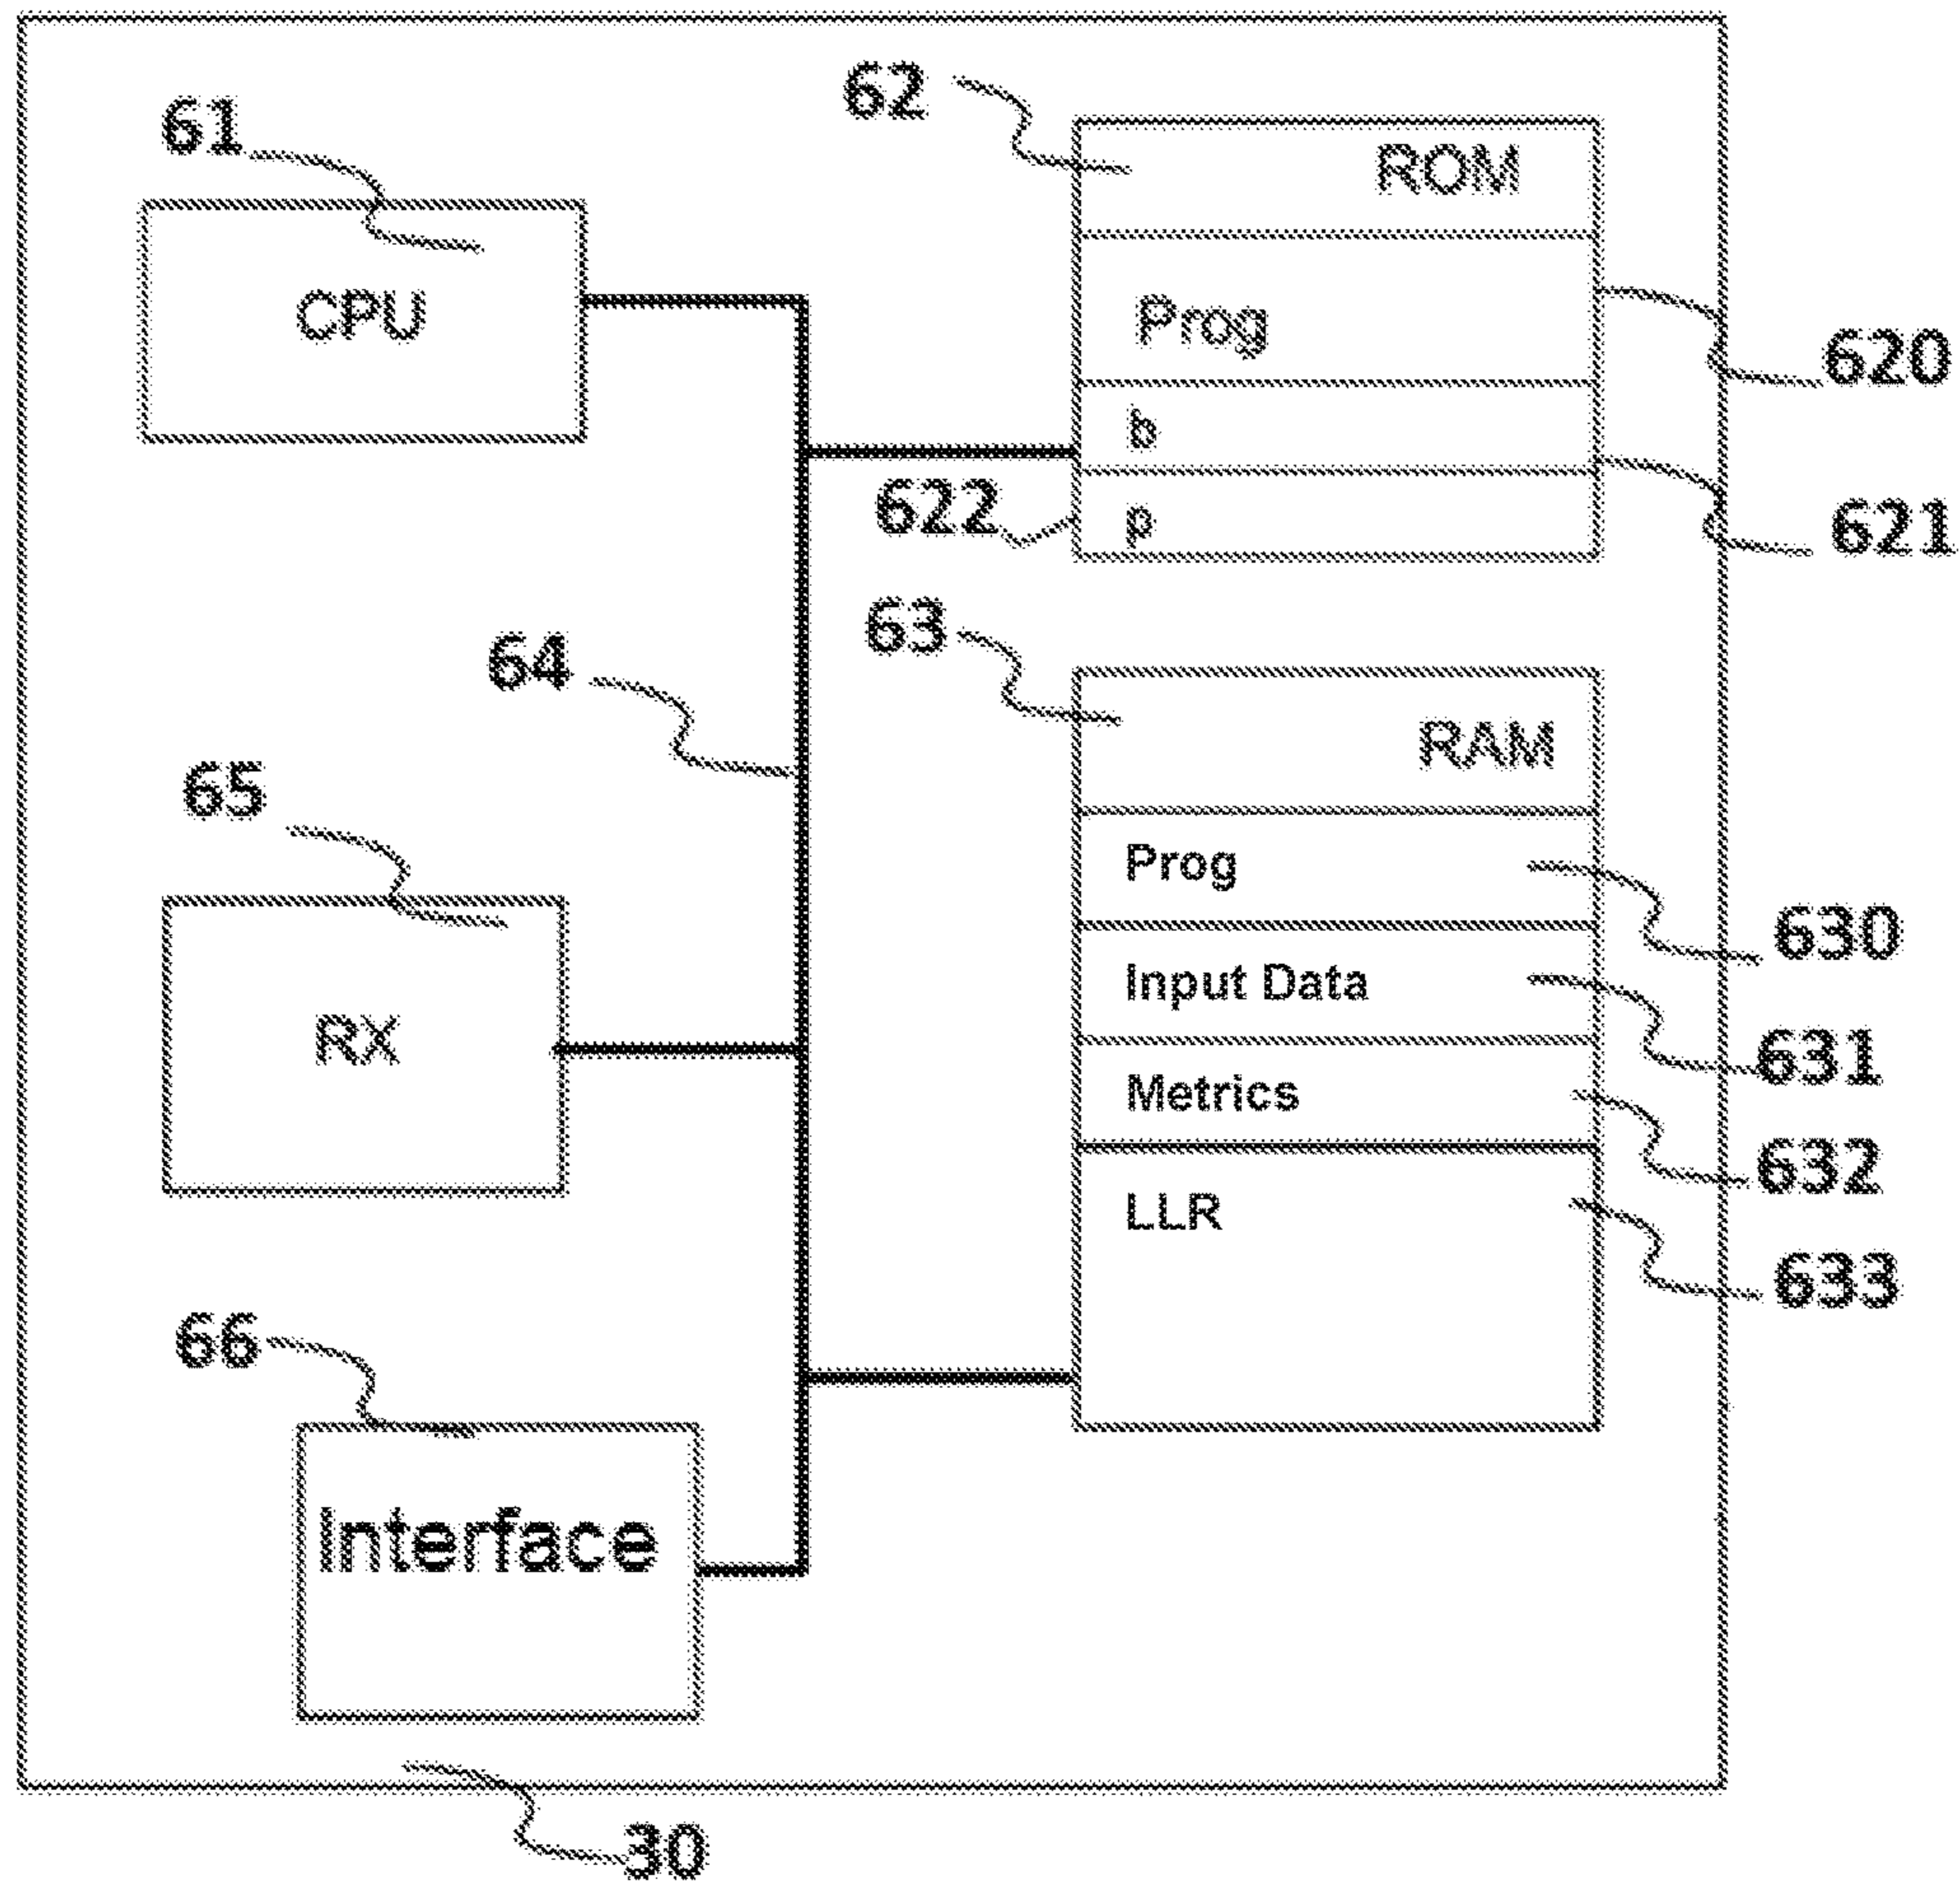 62
61
ROM
CPU
Prog
620
b
622
p
621
63
64
RAM
65
Prog
630
Input Data
RX
631
Metrics
632
LLR
633
66
Interface
30